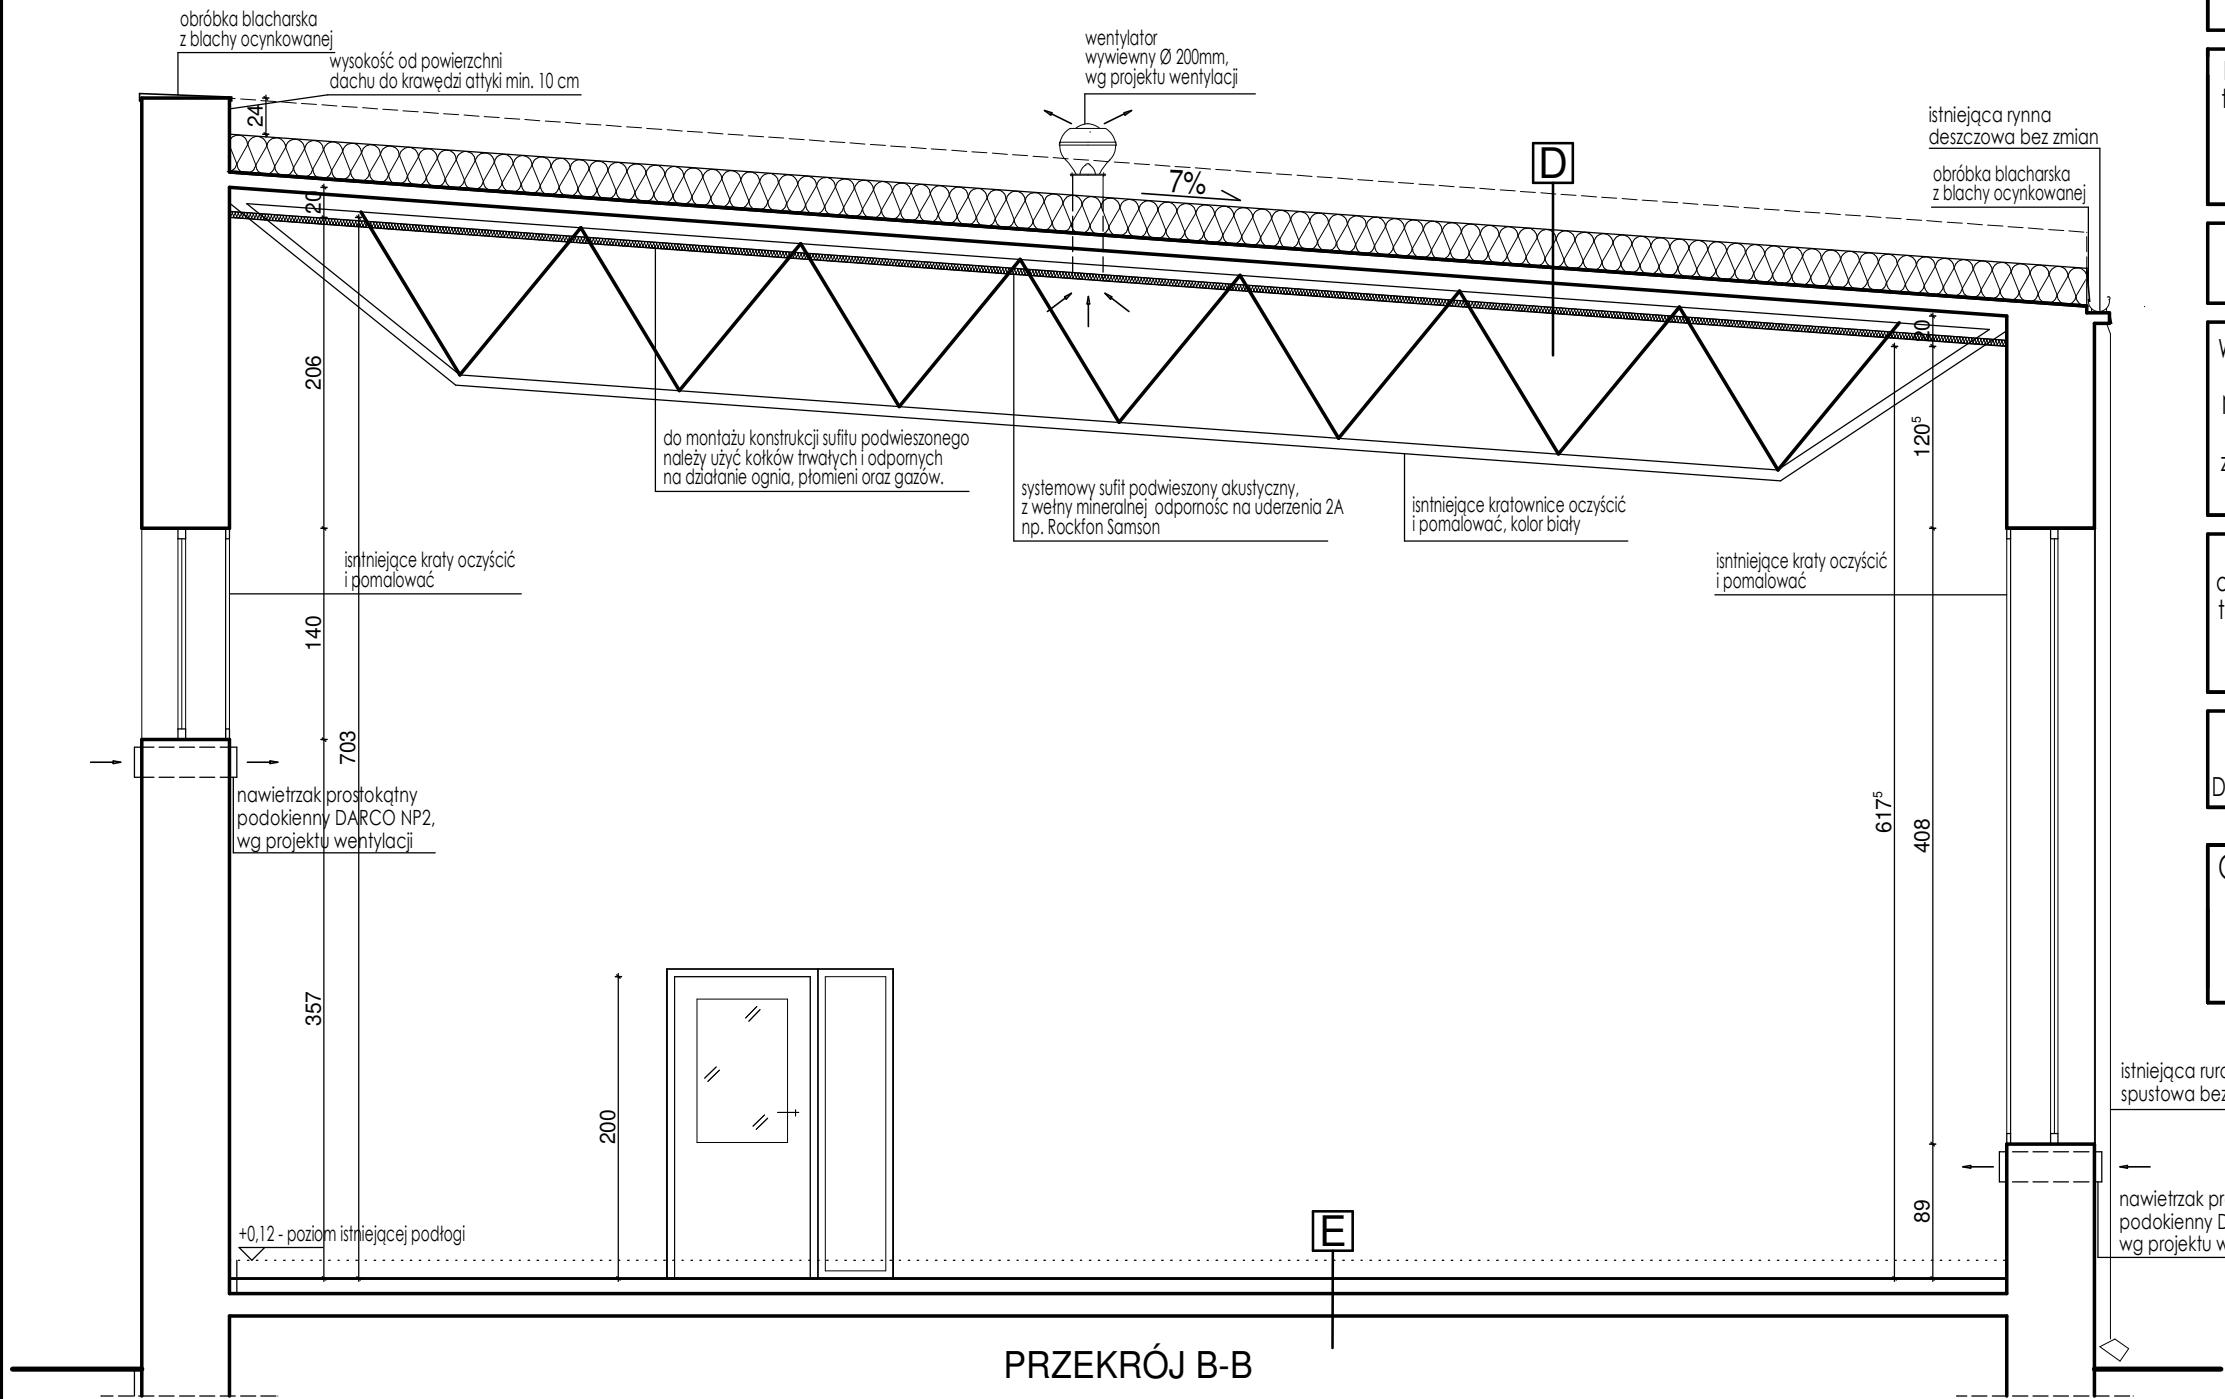 obróbka blacharska
z blachy ocynkowanej
wysokość od powierzchni
dachu do krawędzi attyki min. 10 cm
wentylator
wywiewny Ø 200mm,
wg projektu wentylacji
istniejąca rynna
deszczowa bez zmian
obróbka blacharska
z blachy ocynkowanej
24
D
7%
20
20
206
120⁵
do montażu konstrukcji sufitu podwieszonego
należy użyć kołków trwałych i odpornych
na działanie ognia, płomieni oraz gazów.
systemowy sufit podwieszony akustyczny,
z wełny mineralnej odpornośc na uderzenia 2A
np. Rockfon Samson
isntniejące kratownice oczyścić
i pomalować, kolor biały
isntniejące kraty oczyścić
i pomalować
isntniejące kraty oczyścić
i pomalować
140
703
nawietrzak prostokątny
podokienny DARCO NP2,
wg projektu wentylacji
617⁵
408
357
200
89
istniejąca
spustowa
nawietrzak
podokienny
wg projektu
+0,12 - poziom istniejącej podłogi
E
PRZEKRÓJ B-B